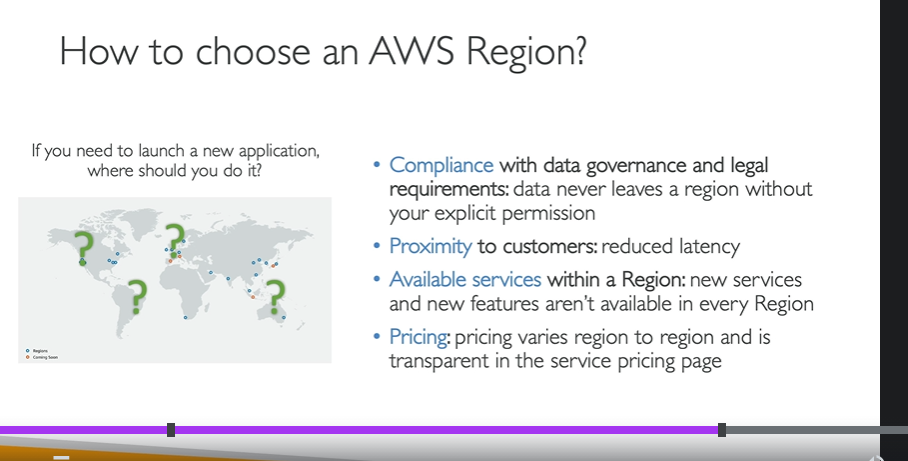 How to choose an AWS Region?
If you need to launch a new application,
where should you do it?
? ? ? ?
Regions
Coming Soon
• Compliance with data governance and legal
requirements: data never leaves a region without
your explicit permission
• Proximity to customers: reduced latency
• Available services within a Region: new services
and new features aren’t available in every Region
• Pricing: pricing varies region to region and is
transparent in the service pricing page